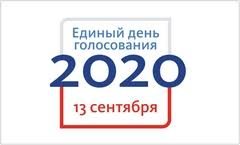 Единый день
голосования
2020
13 сентября